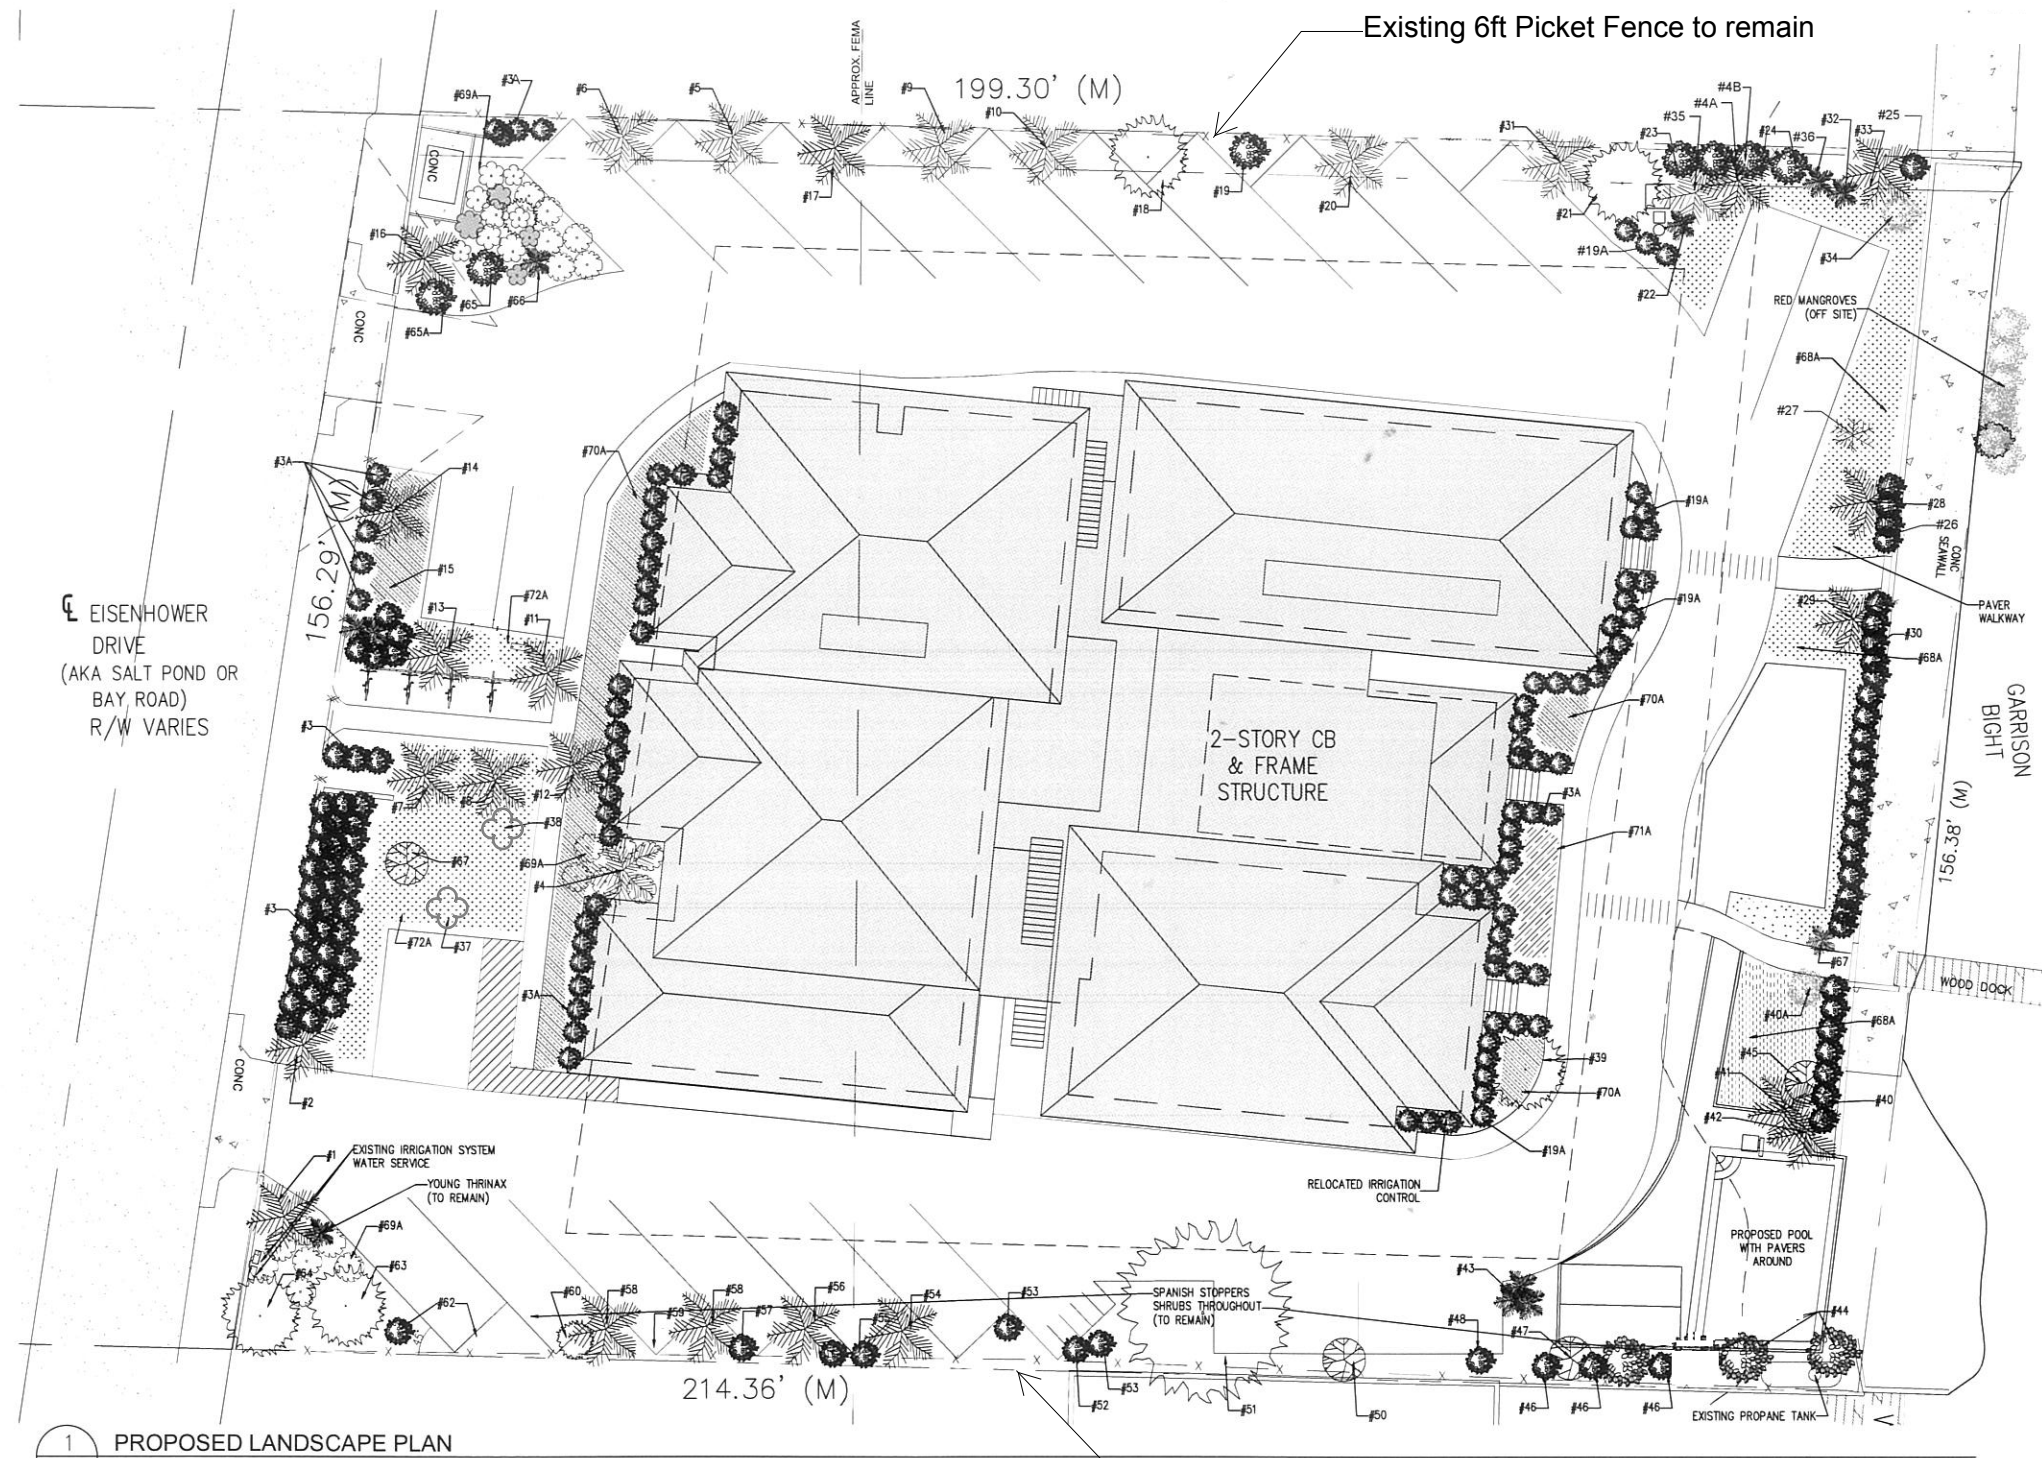 Existing 6ft Picket Fence to remain
APPROX. FEMA
LINE
199.30' (M)
#3A
#69A
#6
#5
#9
#10
#4B
#4A
#35
#23
#24
#36
#32
#33
#25
#31
CONC
#17
#18
#19
#20
#21
#19A
#22
#34
#16
#65
#66
#65A
CONC
RED MANGROVES
(OFF SITE)
#68A
#27
#3A
#14
#70A
#19A
#28
#26
CONC
SEAWALL
156.29' (M)
#15
#13
#72A
#11
#19A
#29
#30
#68A
PAVER
WALKWAY
℄ EISENHOWER
DRIVE
(AKA SALT POND OR
BAY ROAD)
R/W VARIES
GARRISON
BIGHT
#70A
#3
2-STORY CB
& FRAME
STRUCTURE
#7
#8
#12
#38
#3A
#71A
156.38' (M)
#67
#69A
#4
#3
#72A
#37
#67
WOOD DOCK
#3A
#40A
#68A
#39
#45
#41
#70A
#40
#42
CONC
#2
#19A
#1
EXISTING IRRIGATION SYSTEM
WATER SERVICE
YOUNG THRINAX
(TO REMAIN)
RELOCATED IRRIGATION
CONTROL
#69A
#63
#64
PROPOSED POOL
WITH PAVERS
AROUND
#43
SPANISH STOPPERS
SHRUBS THROUGHOUT
(TO REMAIN)
#62
#60
#58
#59
#58
#57
#56
#54
#53
#48
#47
#44
214.36' (M)
#52
#53
#51
#50
#46
#46
#46
EXISTING PROPANE TANK
1
PROPOSED LANDSCAPE PLAN